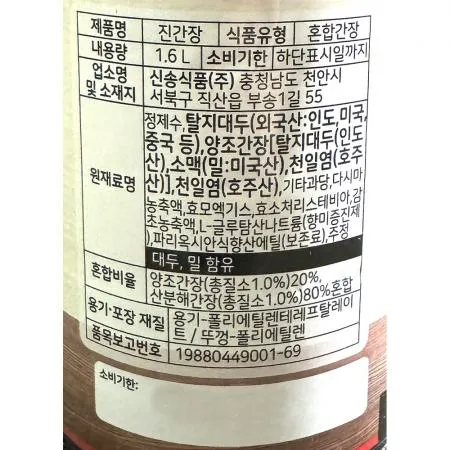 제품명 진간장 식품유형 혼합간장
내용량 1.6 L 소비기한 하단표시일까지
업소명 및 소재지 신송식품(주) 충청남도 천안시
서북구 직산읍 부송1길 55
원재료명 정제수, 탈지대두(외국산:인도,미국,
중국 등), 양조간장[탈지대두(인도
산),소맥(밀:미국산),천일염(호주
산)],천일염(호주산),기타과당,다시마
농축액,효모엑기스,효소처리스테비아,감
초농축액,L-글루탐산나트륨(향미증진제
),파라옥시안식향산에틸(보존료),주정
대두, 밀 함유
혼합비율 양조간장(총질소1.0%)20%,
산분해간장(총질소1.0%)80%혼합
용기·포장 재질 용기-폴리에틸렌테레프탈레이
트 / 뚜껑-폴리에틸렌
품목보고번호 19880449001-69
소비기한: